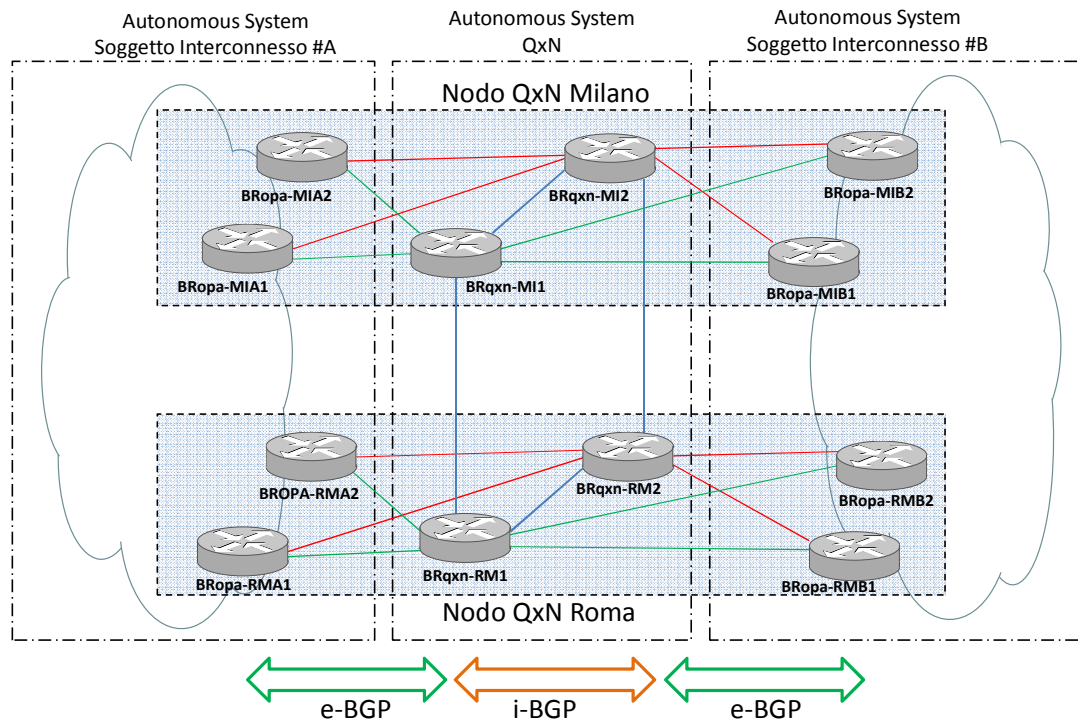 Autonomous System
Soggetto Interconnesso #A
Autonomous System
QxN
Autonomous System
Soggetto Interconnesso #B
Nodo QxN Milano
BRopa-MIA2
BRqxn-MI2
BRopa-MIB2
BRopa-MIA1
BRqxn-MI1
BRopa-MIB1
BROPA-RMA2
BRqxn-RM2
BRopa-RMB2
BRopa-RMA1
BRqxn-RM1
BRopa-RMB1
Nodo QxN Roma
e-BGP
i-BGP
e-BGP